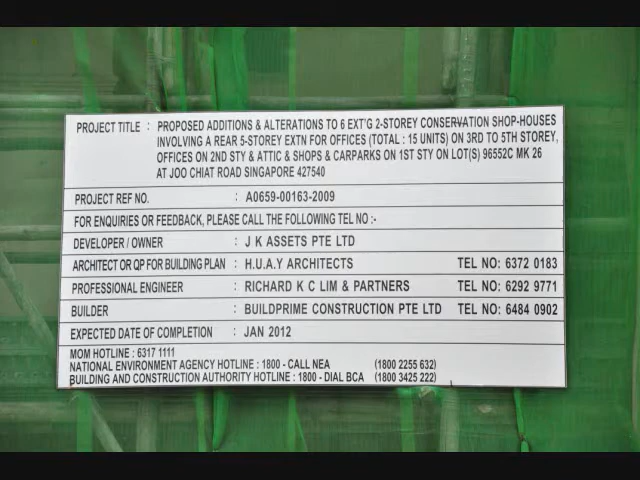 PROJECT TITLE : PROPOSED ADDITIONS & ALTERATIONS TO 6 EXT'G 2-STOREY CONSERVATION SHOP-HOUSES
INVOLVING A REAR 5-STOREY EXTN FOR OFFICES (TOTAL : 15 UNITS) ON 3RD TO 5TH STOREY,
OFFICES ON 2ND STY & ATTIC & SHOPS & CARPARKS ON 1ST STY ON LOT(S) 96552C MK 26
AT JOO CHIAT ROAD SINGAPORE 427540
PROJECT REF NO. : A0659-00163-2009
FOR ENQUIRIES OR FEEDBACK, PLEASE CALL THE FOLLOWING TEL NO :-
DEVELOPER / OWNER : J K ASSETS PTE LTD
ARCHITECT OR QP FOR BUILDING PLAN : H.U.A.Y ARCHITECTS TEL NO: 6372 0183
PROFESSIONAL ENGINEER : RICHARD K C LIM & PARTNERS TEL NO: 6292 9771
BUILDER : BUILDPRIME CONSTRUCTION PTE LTD TEL NO: 6484 0902
EXPECTED DATE OF COMPLETION : JAN 2012
MOM HOTLINE : 6317 1111
NATIONAL ENVIRONMENT AGENCY HOTLINE : 1800 - CALL NEA (1800 2255 632)
BUILDING AND CONSTRUCTION AUTHORITY HOTLINE : 1800 - DIAL BCA (1800 3425 222)